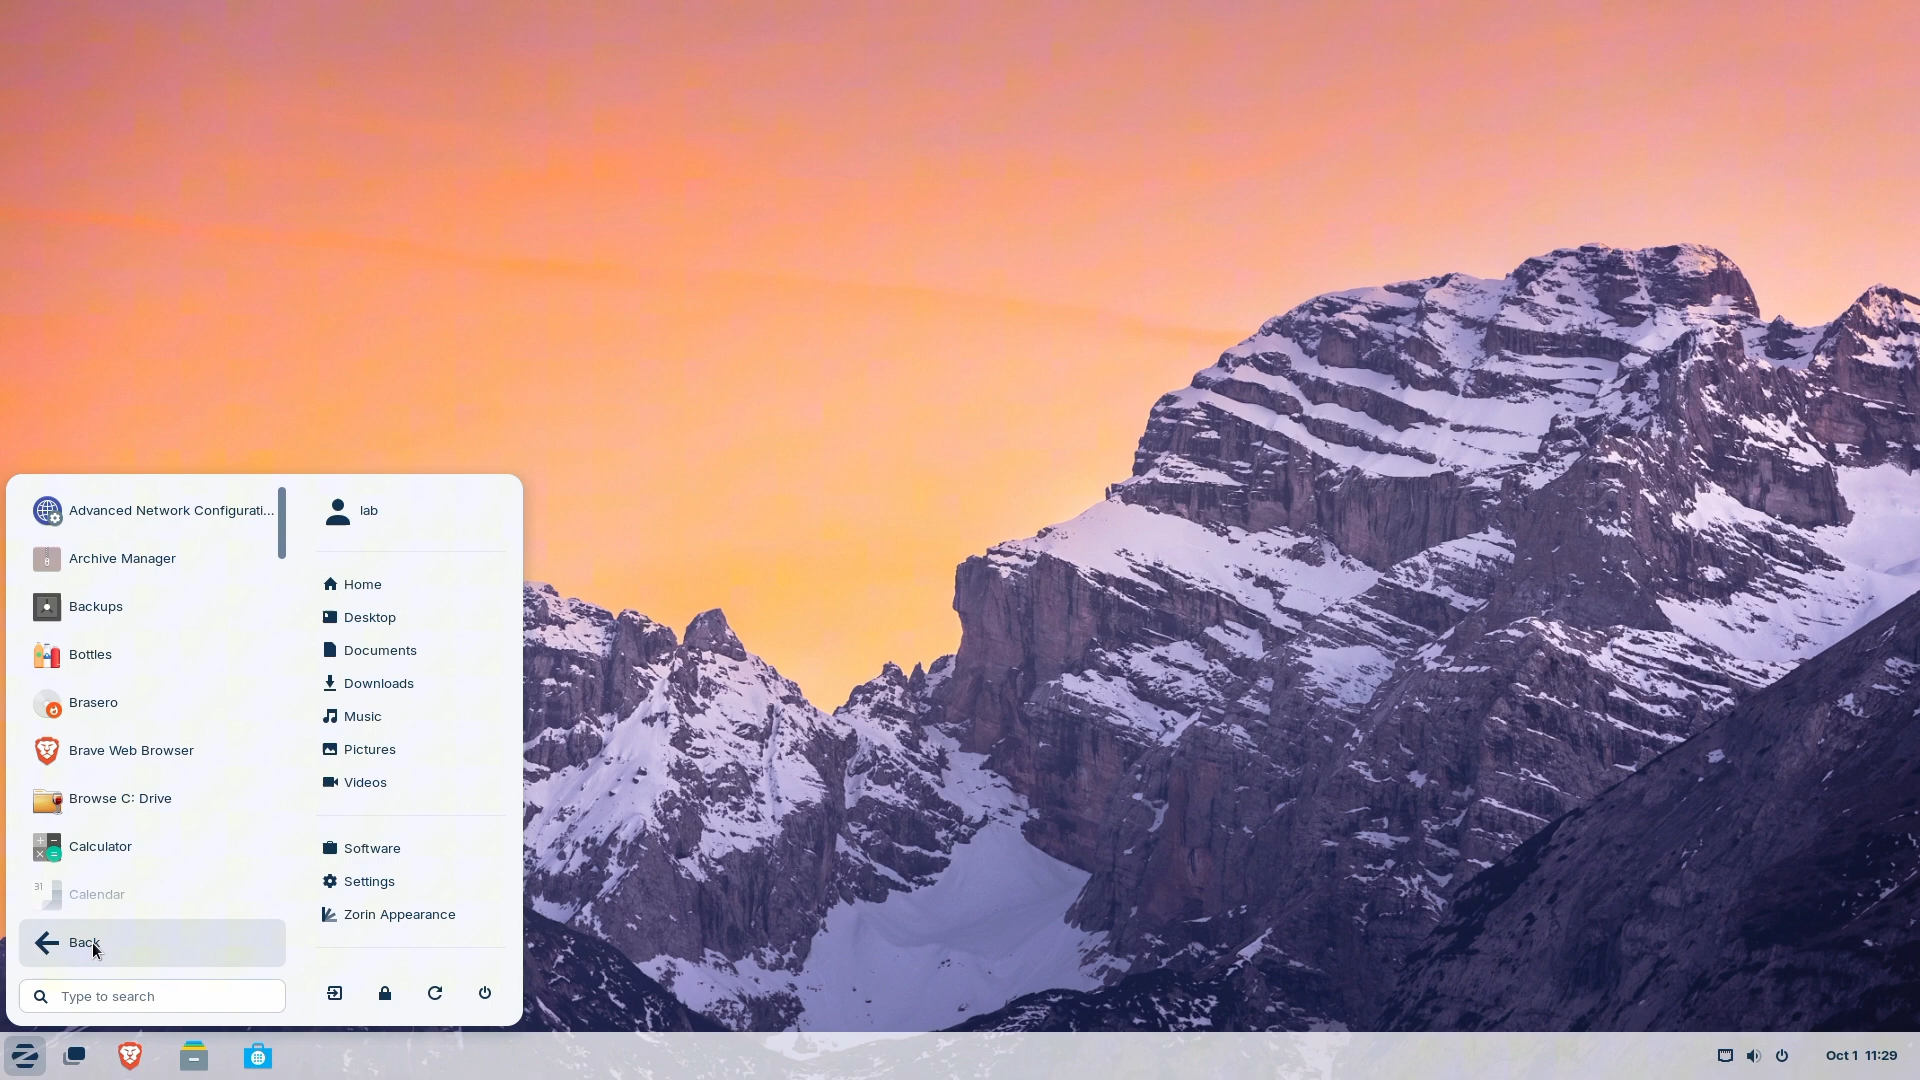 Advanced Network Configurati...
Archive Manager
Backups
Bottles
Brasero
Brave Web Browser
Browse C: Drive
Calculator
31
Calendar
Back
Type to search
lab
Home
Desktop
Documents
Downloads
Music
Pictures
Videos
Software
Settings
Zorin Appearance
Oct 1 11:29